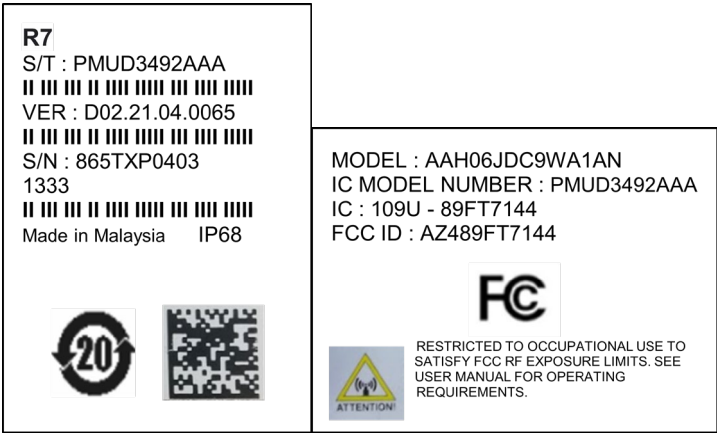 R7
S/T : PMUD3492AAA
VER : D02.21.04.0065
S/N : 865TXP0403
1333
Made in Malaysia IP68
20
MODEL : AAH06JDC9WA1AN
IC MODEL NUMBER : PMUD3492AAA
IC : 109U - 89FT7144
FCC ID : AZ489FT7144
FC
ATTENTION!
RESTRICTED TO OCCUPATIONAL USE TO
SATISFY FCC RF EXPOSURE LIMITS. SEE
USER MANUAL FOR OPERATING
REQUIREMENTS.